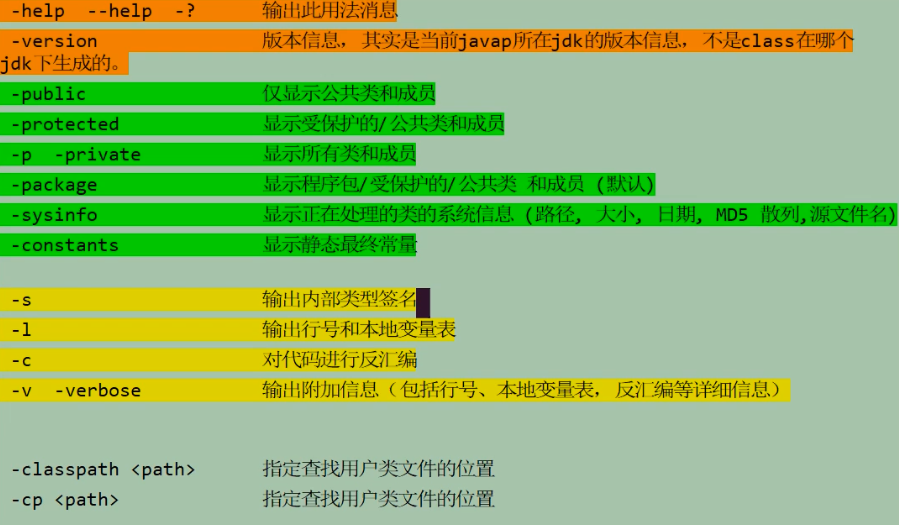 -help  --help  -?    输出此用法消息
-version    版本信息，其实是当前javap所在jdk的版本信息，不是class在哪个
jdk下生成的。
-public    仅显示公共类和成员
-protected    显示受保护的/公共类和成员
-p  -private    显示所有类和成员
-package    显示程序包/受保护的/公共类 和成员 (默认)
-sysinfo    显示正在处理的类的系统信息 (路径, 大小, 日期, MD5 散列,源文件名)
-constants    显示静态最终常量
-s    输出内部类型签名
-l    输出行号和本地变量表
-c    对代码进行反汇编
-v  -verbose    输出附加信息（包括行号、本地变量表，反汇编等详细信息）
-classpath <path>    指定查找用户类文件的位置
-cp <path>    指定查找用户类文件的位置